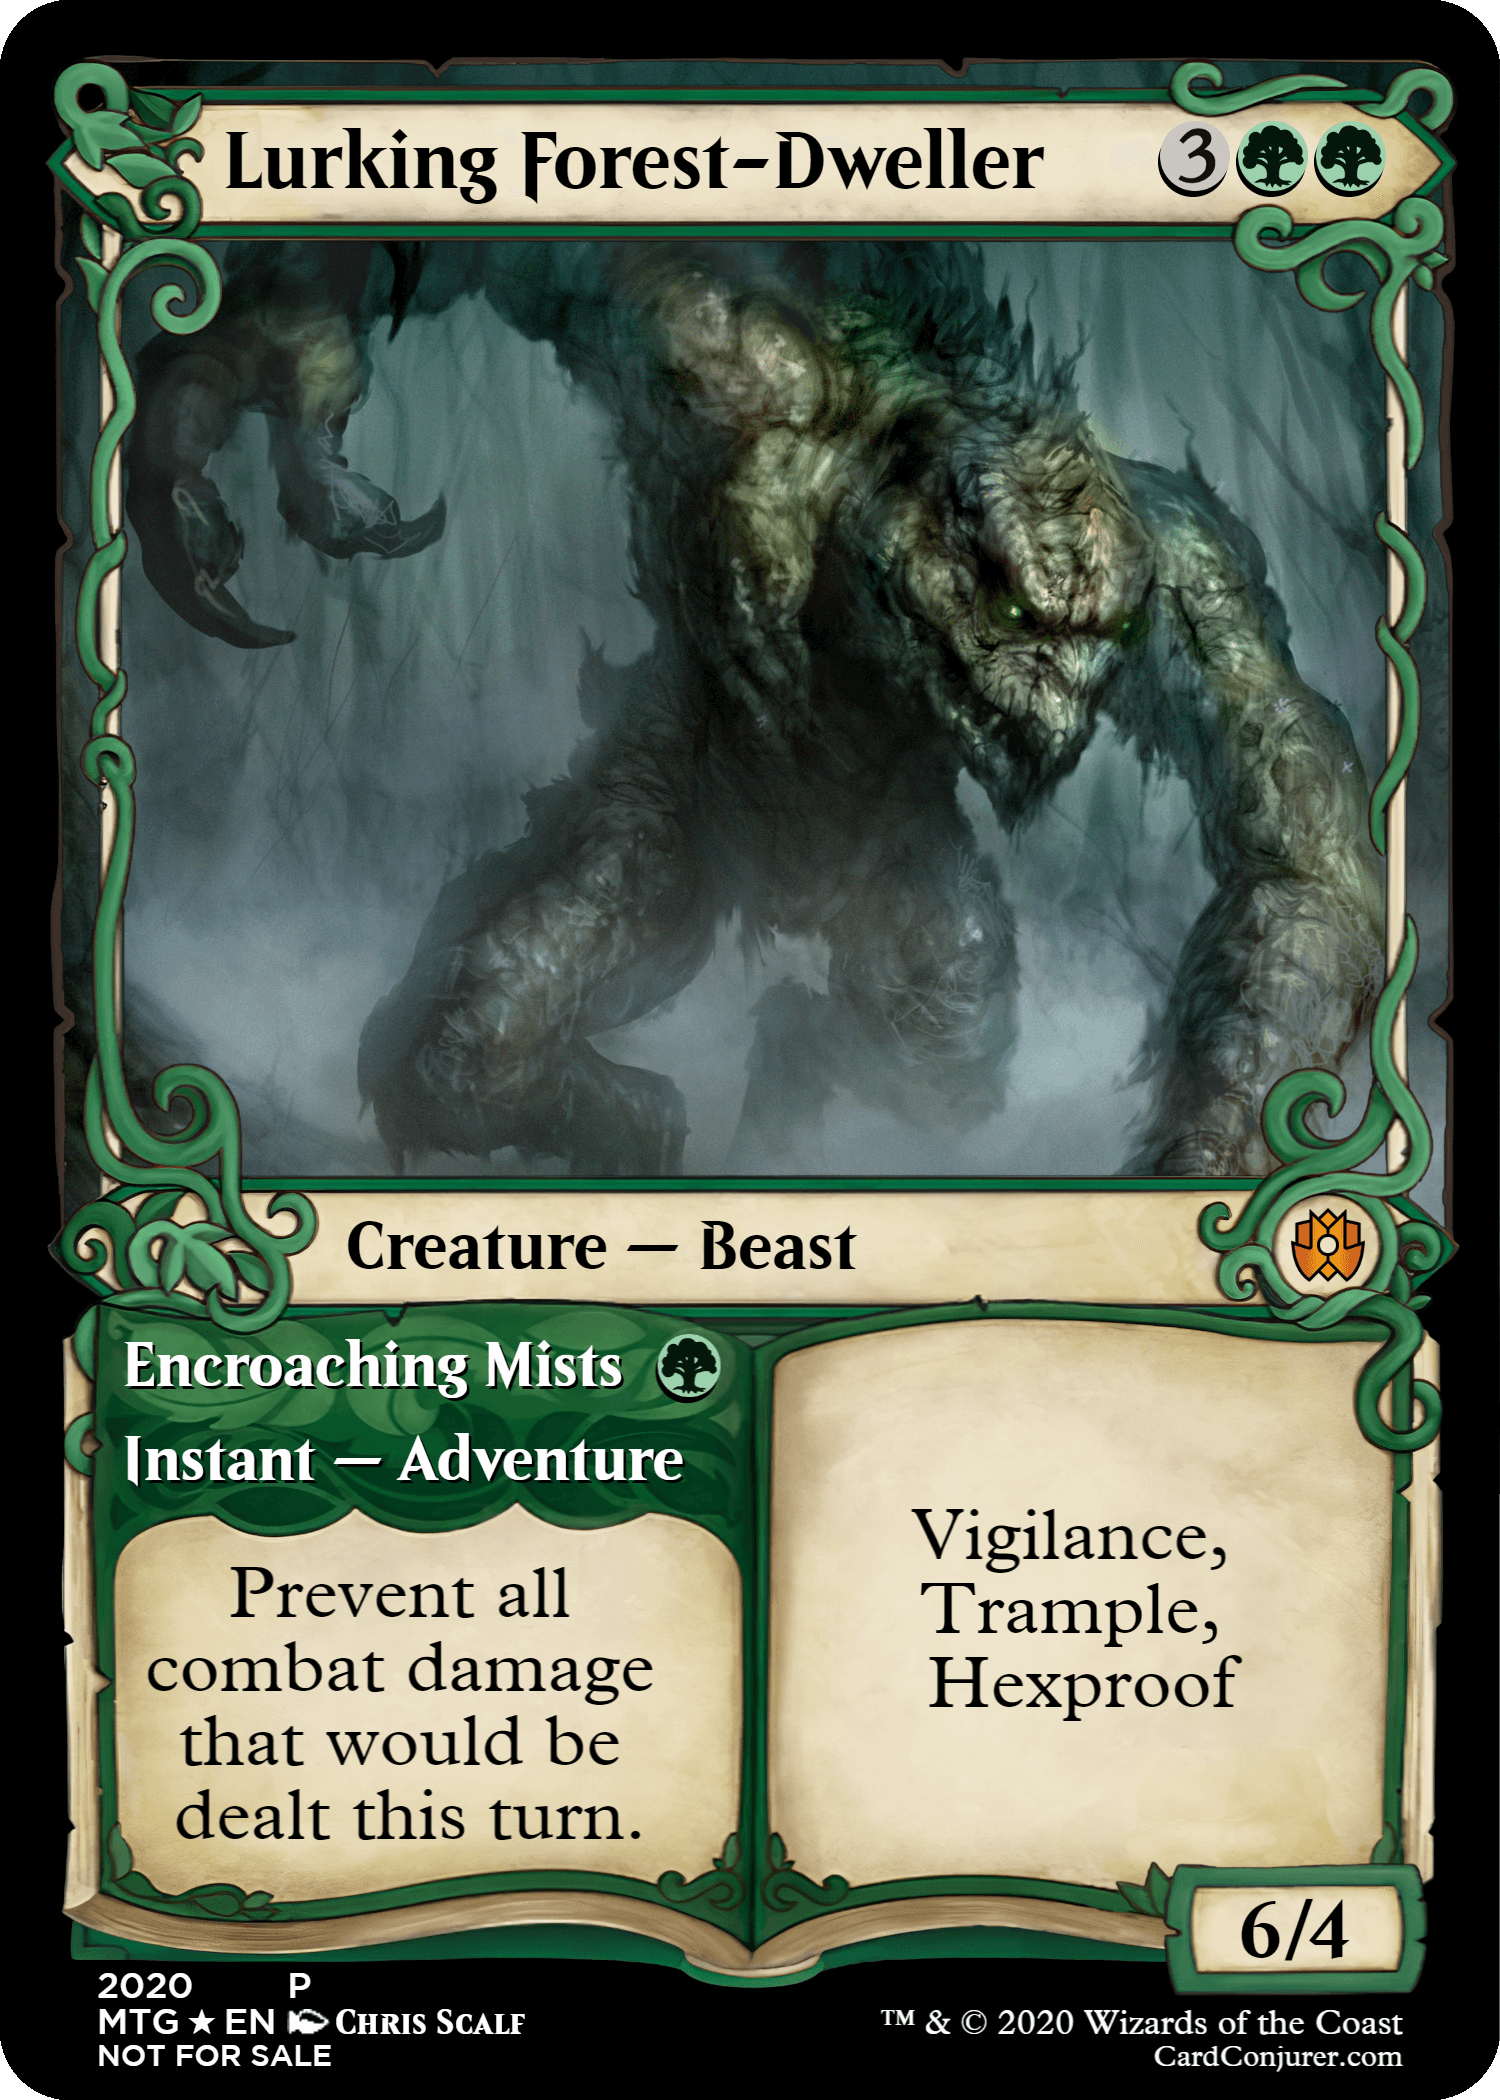 Lurking Forest-Dweller 3
Creature — Beast
Encroaching Mists
Instant — Adventure
Prevent all
combat damage
that would be
dealt this turn.
Vigilance,
Trample,
Hexproof
6/4
2020 P
MTG ★ EN Chris Scalf
NOT FOR SALE
™ & © 2020 Wizards of the Coast
CardConjurer.com